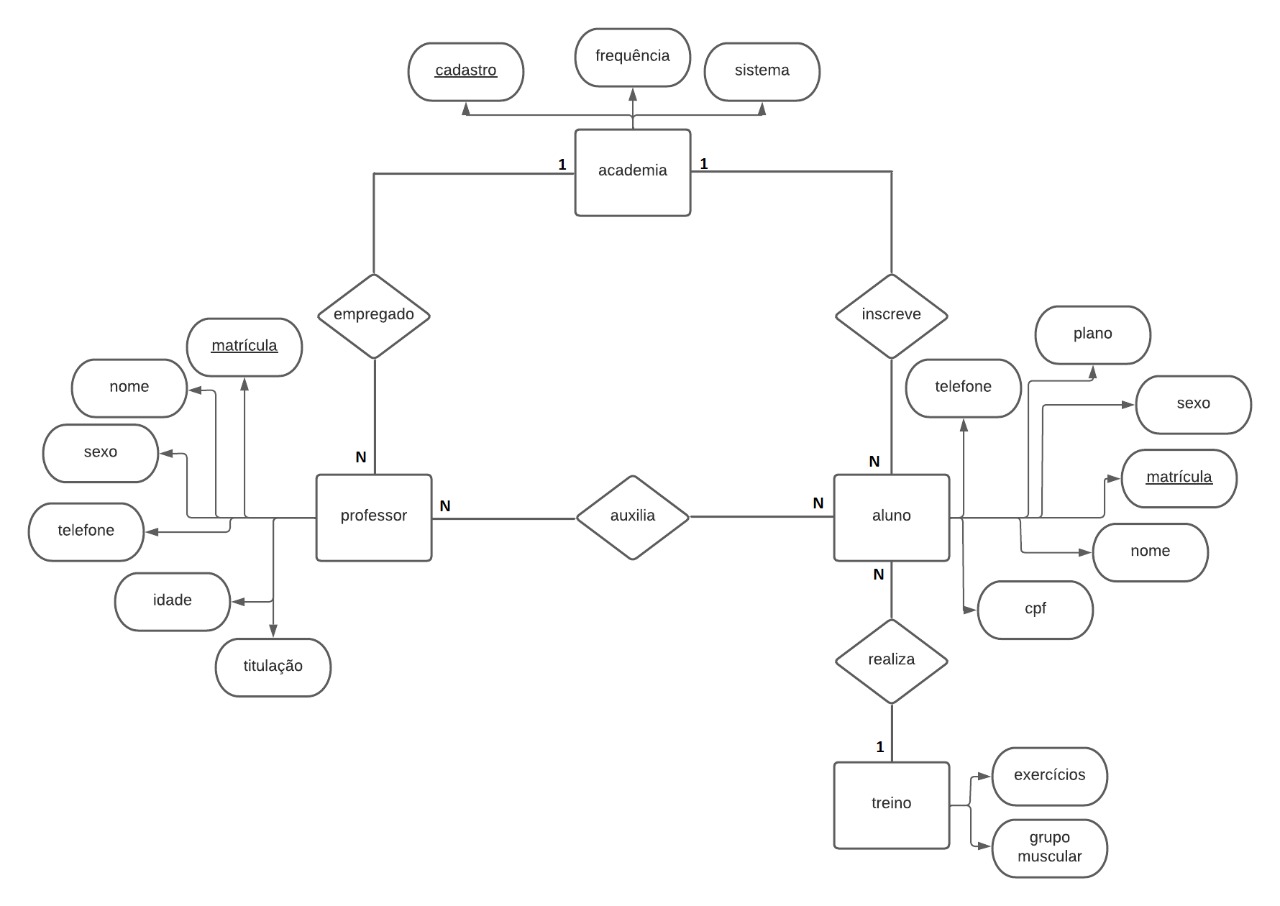 frequência
cadastro
sistema
1
1
academia
empregado
inscreve
plano
matrícula
nome
telefone
sexo
sexo
N
N
matrícula
professor
N
auxilia
N
aluno
telefone
nome
N
idade
cpf
titulação
realiza
1
exercícios
treino
grupo
muscular